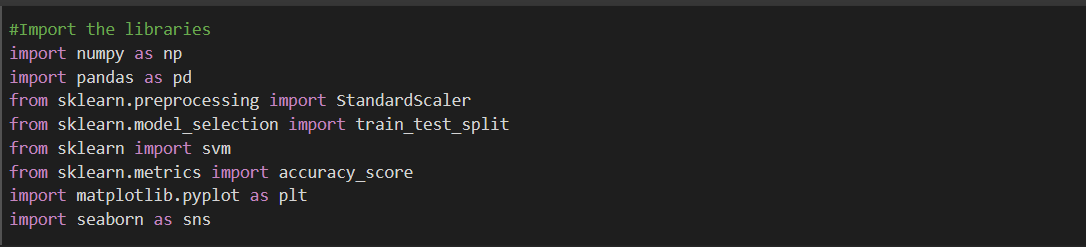 #Import the libraries
import numpy as np
import pandas as pd
from sklearn.preprocessing import StandardScaler
from sklearn.model_selection import train_test_split
from sklearn import svm
from sklearn.metrics import accuracy_score
import matplotlib.pyplot as plt
import seaborn as sns